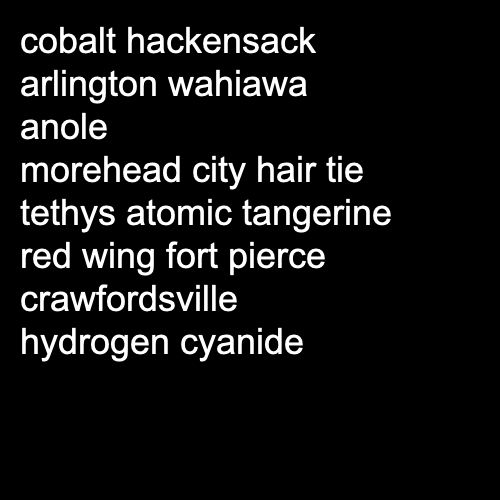 cobalt hackensack
arlington wahiawa
anole
morehead city hair tie
tethys atomic tangerine
red wing fort pierce
crawfordsville
hydrogen cyanide